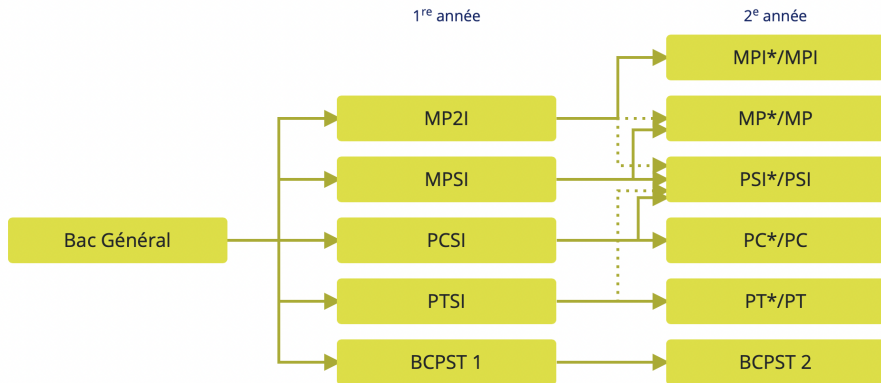 1re année
2e année
MPI*/MPI
MP2I
MP*/MP
MPSI
PSI*/PSI
Bac Général
PCSI
PC*/PC
PTSI
PT*/PT
BCPST 1
BCPST 2